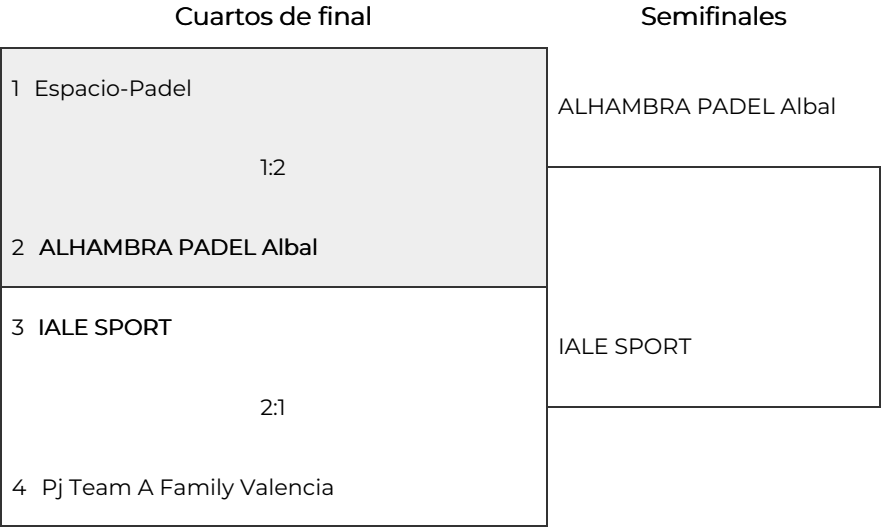 Cuartos de final
Semifinales
1 Espacio-Padel
ALHAMBRA PADEL Albal
1:2
2 ALHAMBRA PADEL Albal
3 IALE SPORT
IALE SPORT
2:1
4 Pj Team A Family Valencia